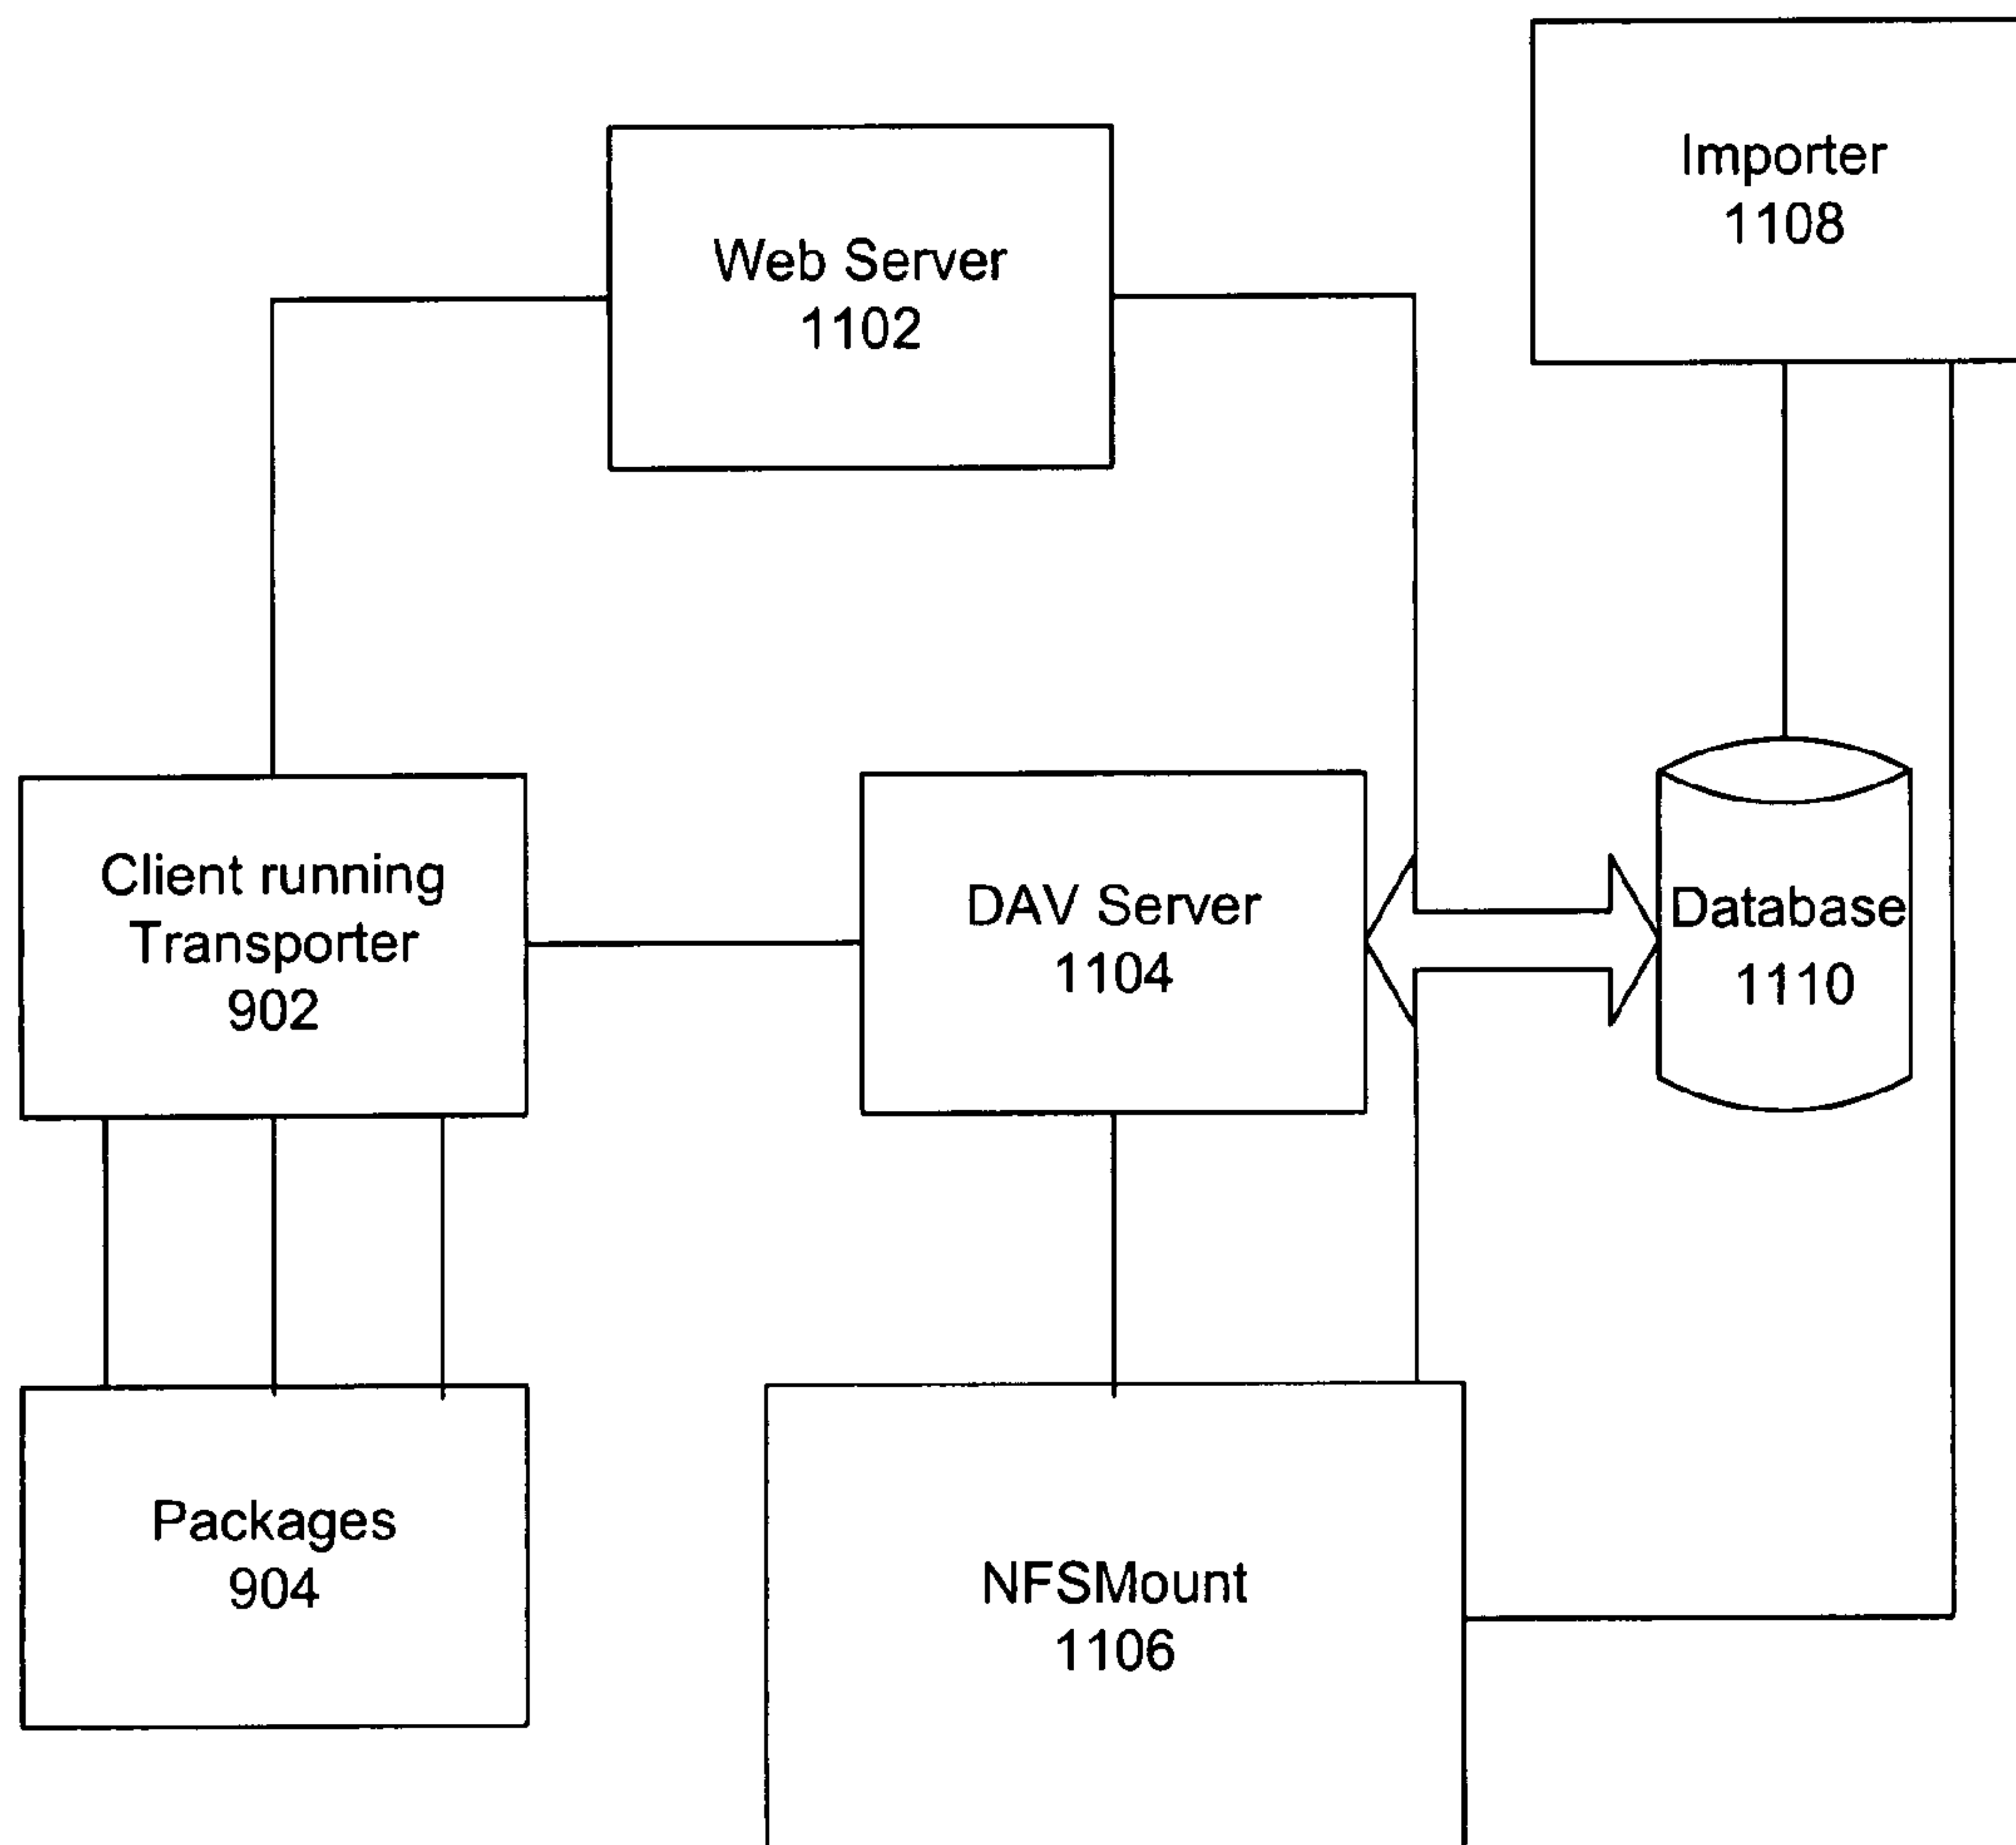 Importer
1108
Web Server
1102
Client running
Transporter
902
DAV Server
1104
Database
1110
Packages
904
NFSMount
1106